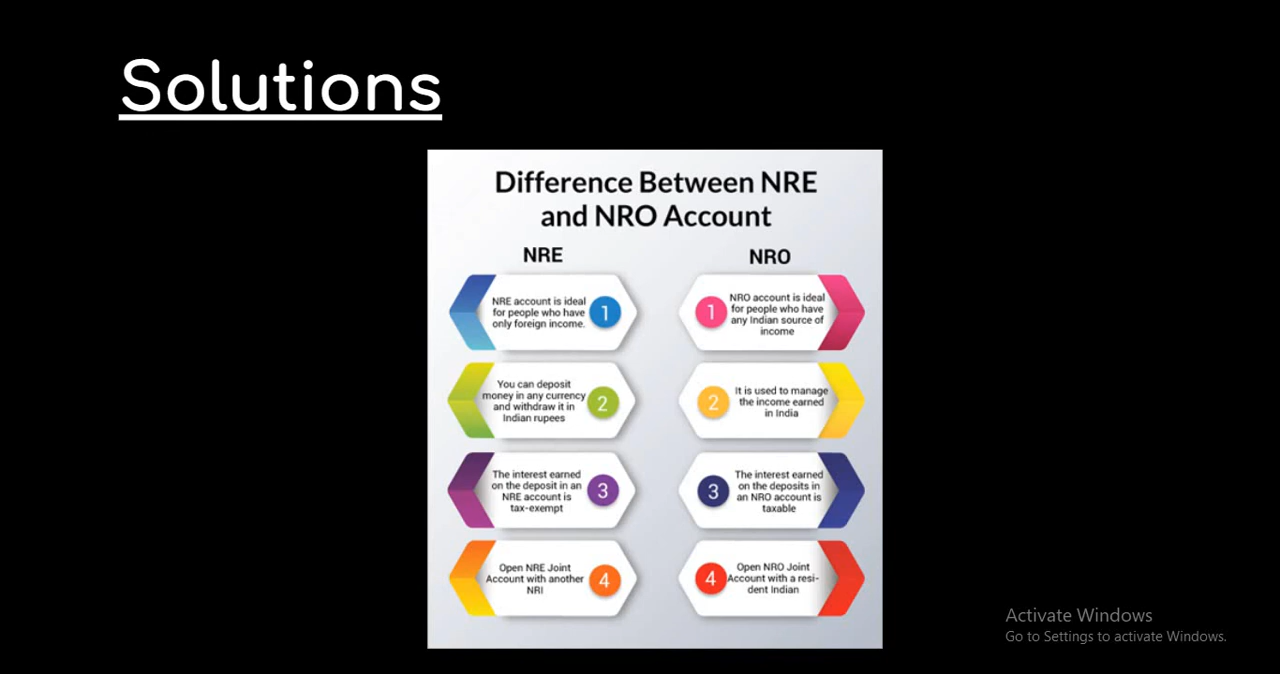 Solutions
Difference Between NRE
and NRO Account
NRE
NRO
NRE account is ideal
for people who have
only foreign income.
1
1
NRO account is ideal
for people who have
any Indian source of
income
You can deposit
money in any currency
and withdraw it in
Indian rupees
2
2
It is used to manage
the income earned
in India
The interest earned
on the deposit in an
NRE account is
tax-exempt
3
3
The interest earned
on the deposits in
an NRO account is
taxable
Open NRE Joint
Account with another
NRI
4
4
Open NRO Joint
Account with a resi-
dent Indian
Activate Windows
Go to Settings to activate Windows.